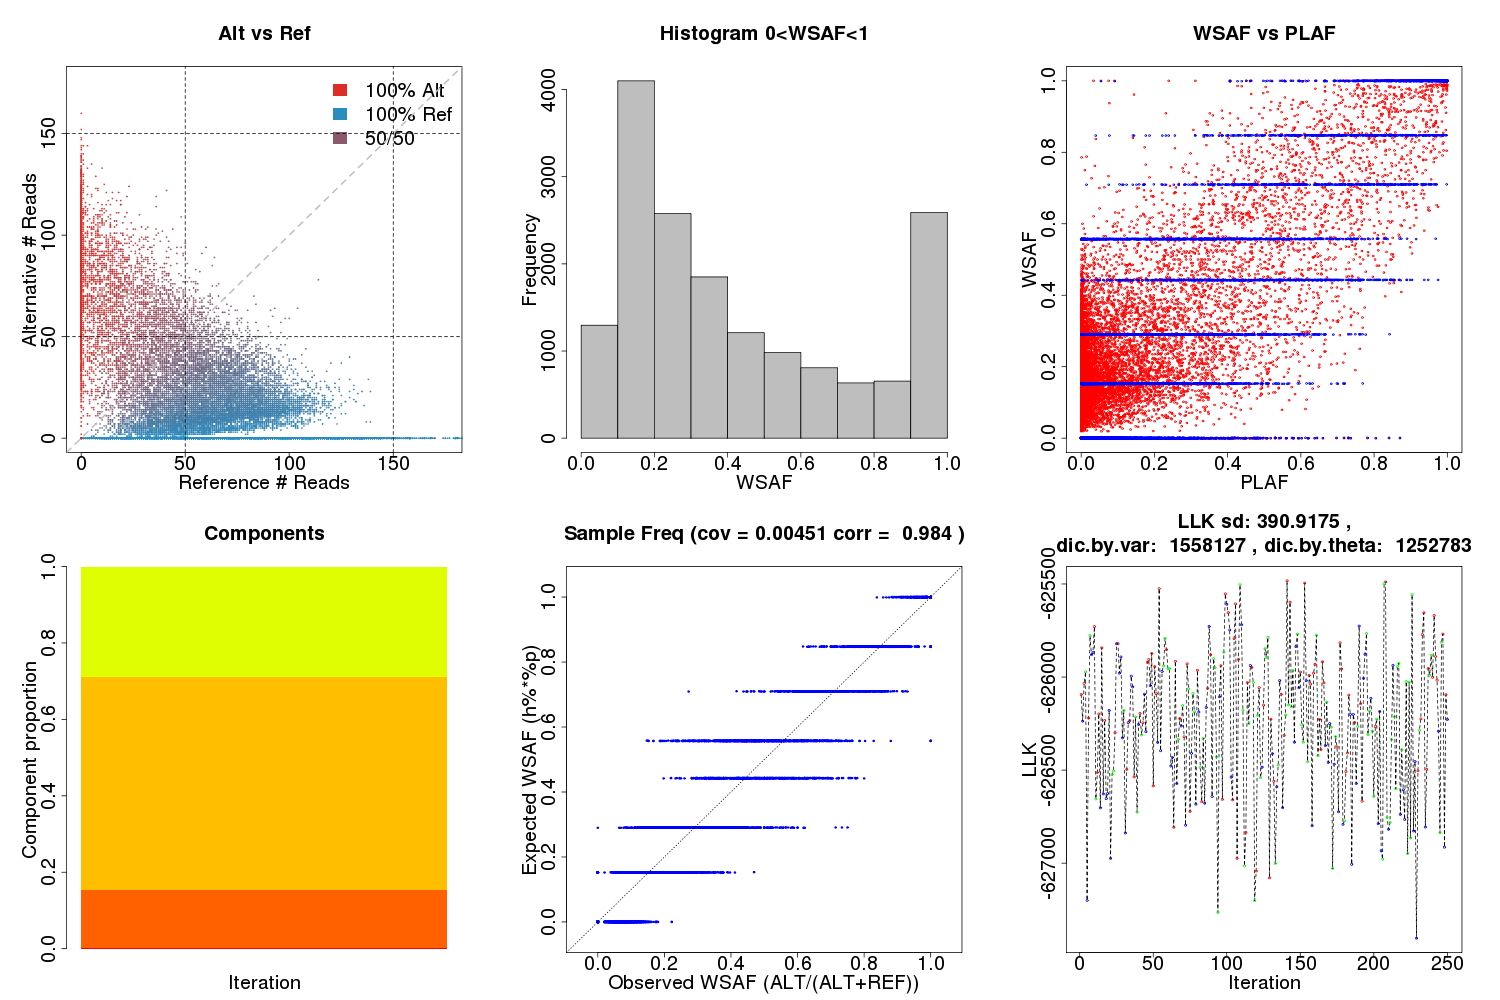 Alt vs Ref
100% Alt
100% Ref
50/50
Alternative # Reads
0
50
100
150
0
50
100
150
Reference # Reads
Histogram 0<WSAF<1
Frequency
0
1000
2000
3000
4000
0.0
0.2
0.4
0.6
0.8
1.0
WSAF
WSAF vs PLAF
WSAF
0.0
0.2
0.4
0.6
0.8
1.0
0.0
0.2
0.4
0.6
0.8
1.0
PLAF
Components
Component proportion
0.0
0.2
0.4
0.6
0.8
1.0
Iteration
Sample Freq (cov = 0.00451 corr = 0.984 )
Expected WSAF (h%*%p)
0.0
0.2
0.4
0.6
0.8
1.0
0.0
0.2
0.4
0.6
0.8
1.0
Observed WSAF (ALT/(ALT+REF))
LLK sd: 390.9175 ,
dic.by.var: 1558127 , dic.by.theta: 1252783
LLK
-627000
-626500
-626000
-625500
0
50
100
150
200
250
Iteration